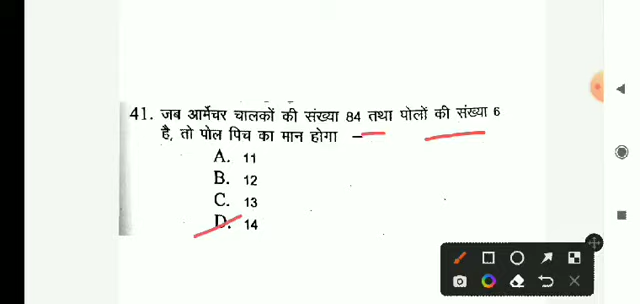 41. जब आर्मेचर चालकों की संख्या 84 तथा पोलों की संख्या 6
है, तो पोल पिच का मान होगा –
A. 11
B. 12
C. 13
D. 14